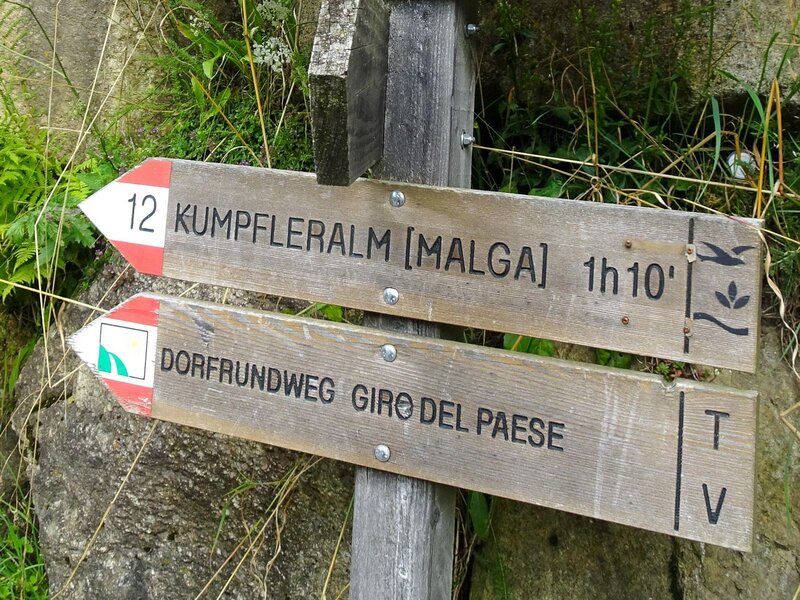 12 KUMPFLERALM [MALGA] 1h10'
DORFRUNDWEG GIRO DEL PAESE
T
V